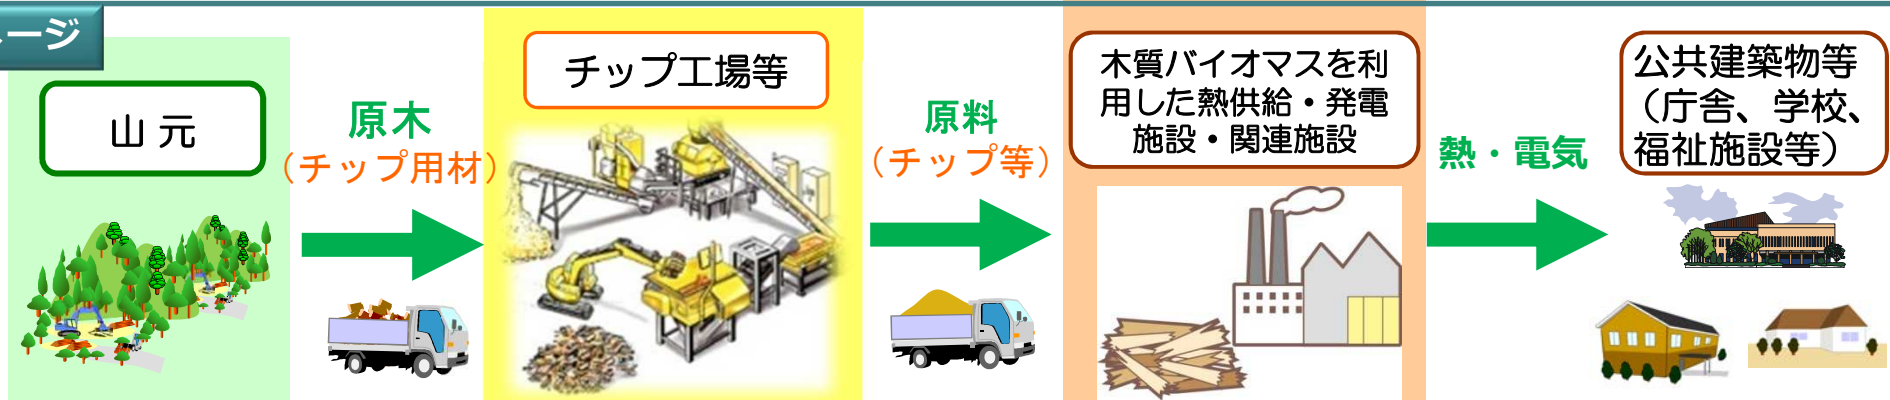 ージ
山 元
原木
（チップ用材）
チップ工場等
原料
（チップ等）
木質バイオマスを利
用した熱供給・発電
施設・関連施設
熱・電気
公共建築物等
（庁舎、学校、
福祉施設等）